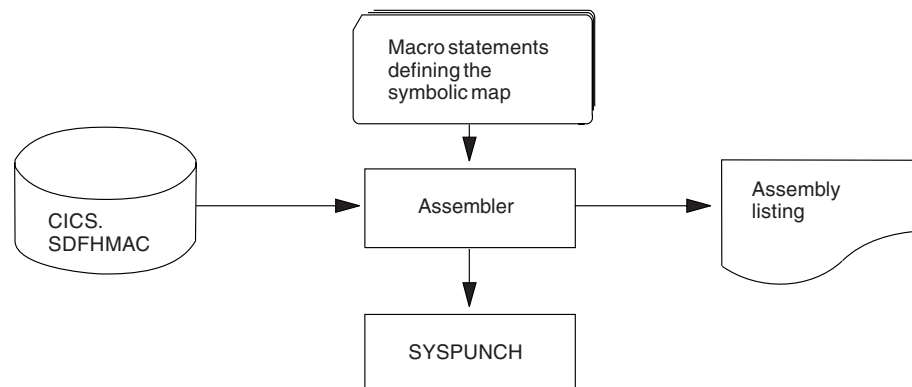 Macro statements
defining the
symbolic map
CICS.
SDFHMAC
Assembler
Assembly
listing
SYSPUNCH